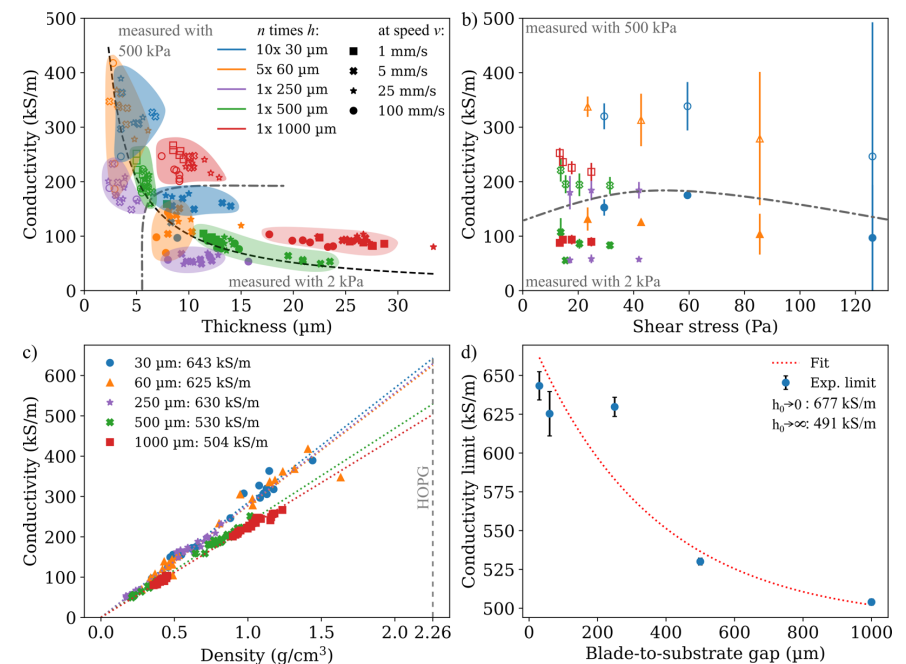 500
400
300
200
100
0
Conductivity (kS/m)
measured with
500 kPa
n times h:
10x 30 µm
5x 60 µm
1x 250 µm
1x 500 µm
1x 1000 µm
at speed v:
1 mm/s
5 mm/s
25 mm/s
100 mm/s
measured with 2 kPa
0 5 10 15 20 25 30
Thickness (µm)
b)
500
400
300
200
100
0
Conductivity (kS/m)
measured with 500 kPa
measured with 2 kPa
0 20 40 60 80 100 120
Shear stress (Pa)
c)
600
500
400
300
200
100
0
Conductivity (kS/m)
30 µm: 643 kS/m
60 µm: 625 kS/m
250 µm: 630 kS/m
500 µm: 530 kS/m
1000 µm: 504 kS/m
HOPG
0.0 0.5 1.0 1.5 2.0 2.26
Density (g/cm³)
d)
650
625
600
575
550
525
500
Conductivity limit (kS/m)
Fit
Exp. limit
h₀→0 : 677 kS/m
h₀→∞: 491 kS/m
0 200 400 600 800 1000
Blade-to-substrate gap (µm)